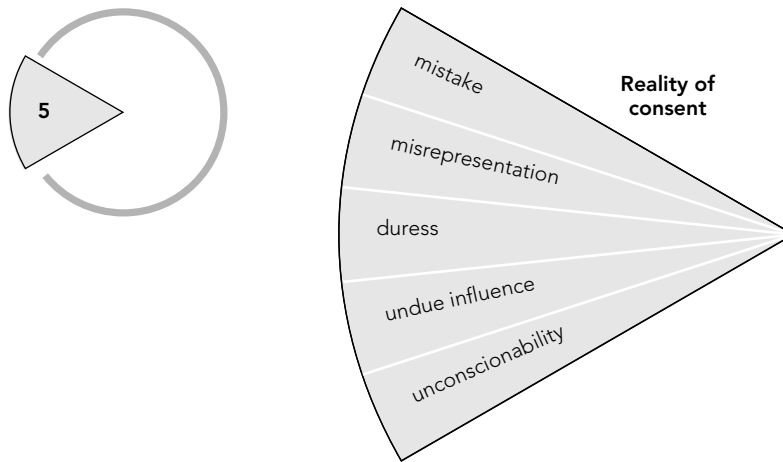 5
Reality of
consent
mistake
misrepresentation
duress
undue influence
unconscionability